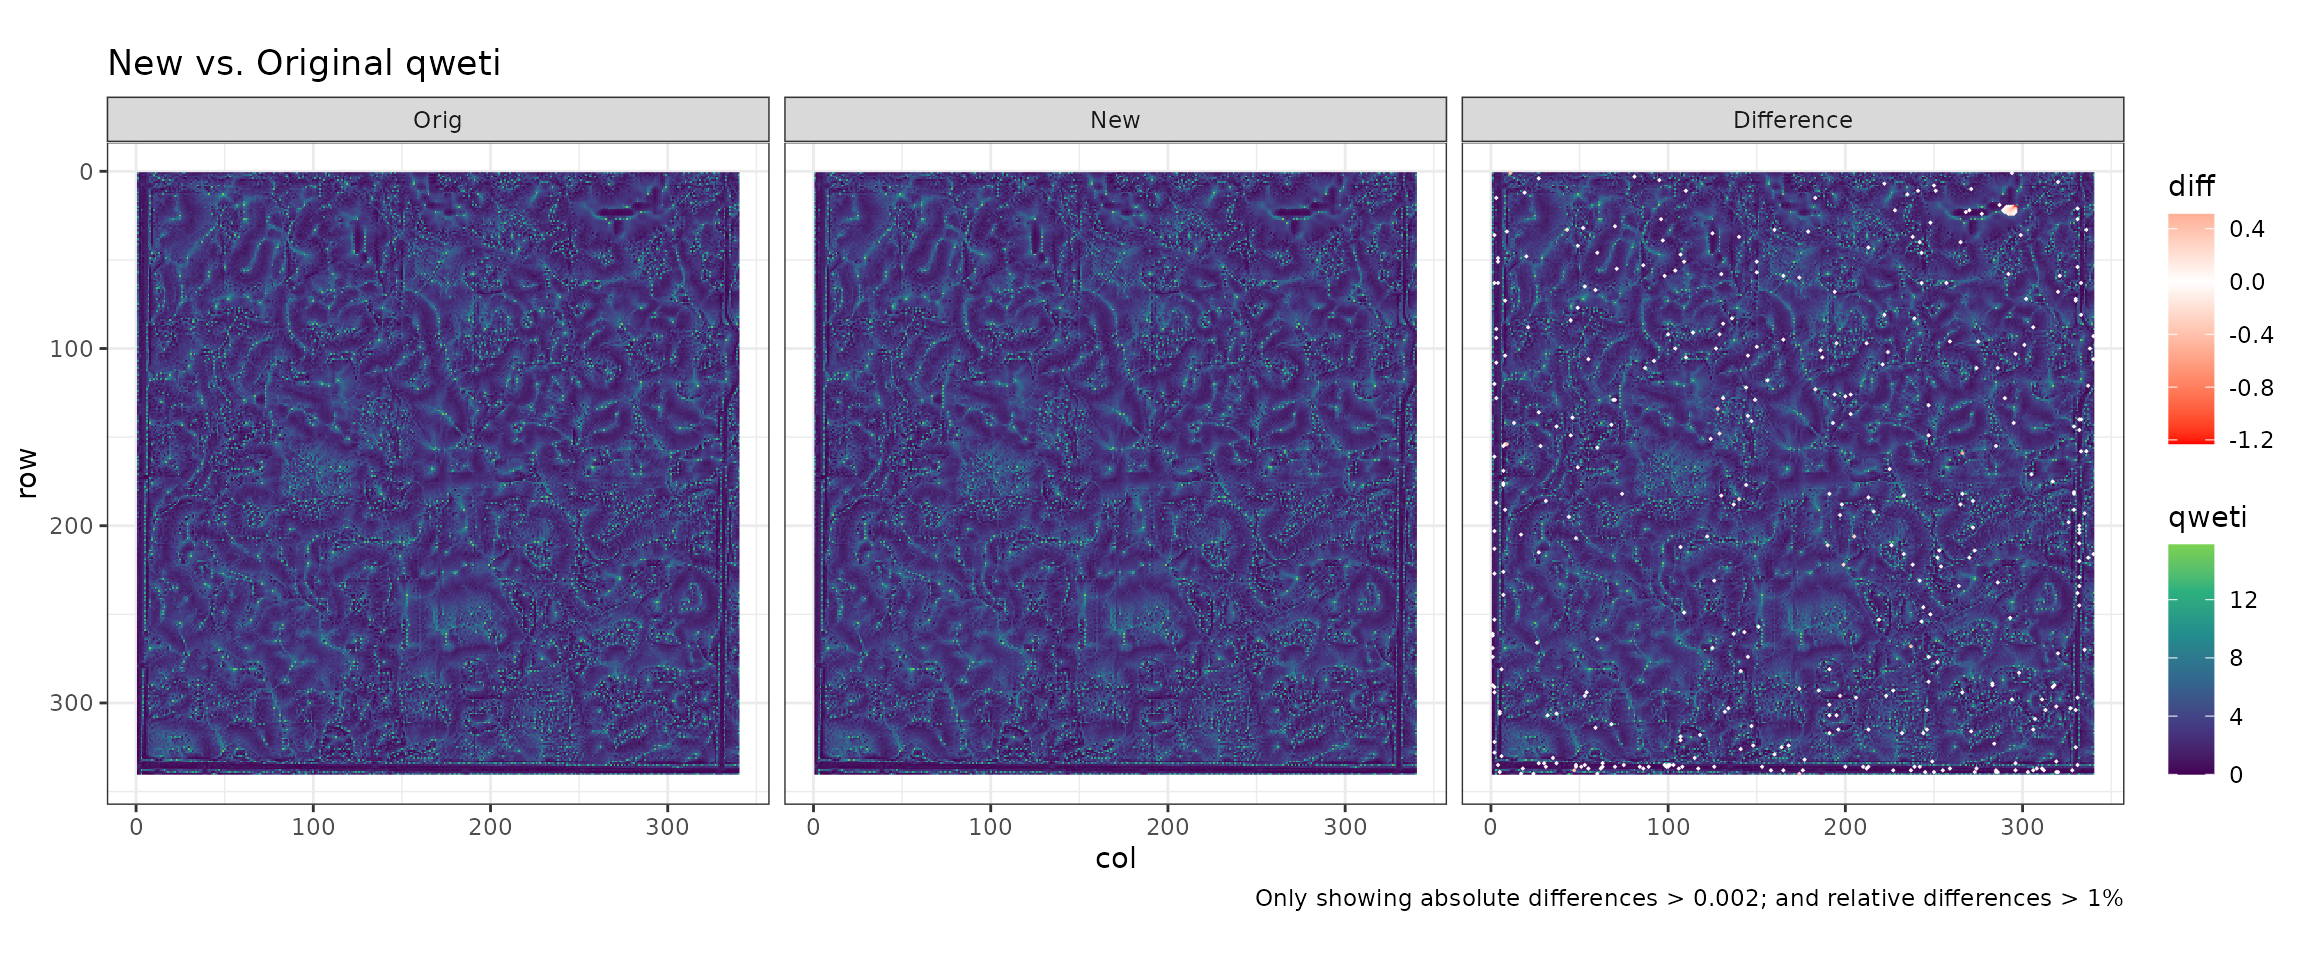 New vs. Original qweti
Orig
New
Difference
row
0
100
200
300
0
100
200
300
0
100
200
300
0
100
200
300
col
diff
0.4
0.0
-0.4
-0.8
-1.2
qweti
12
8
4
0
Only showing absolute differences > 0.002; and relative differences > 1%